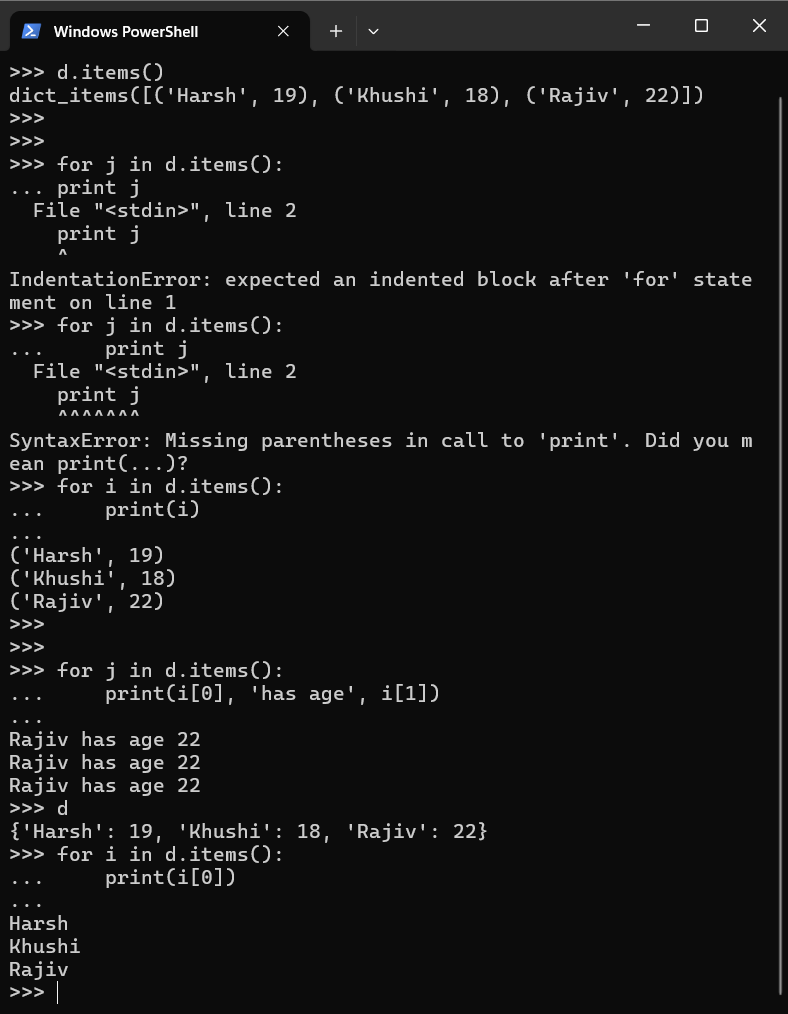 Windows PowerShell
>>> d.items()
dict_items([('Harsh', 19), ('Khushi', 18), ('Rajiv', 22)])
>>>
>>>
>>> for j in d.items():
... print j
  File "<stdin>", line 2
    print j
    ^
IndentationError: expected an indented block after 'for' state
ment on line 1
>>> for j in d.items():
...     print j
  File "<stdin>", line 2
    print j
    ^^^^^^^
SyntaxError: Missing parentheses in call to 'print'. Did you m
ean print(...)?
>>> for i in d.items():
...     print(i)
...
('Harsh', 19)
('Khushi', 18)
('Rajiv', 22)
>>>
>>>
>>> for j in d.items():
...     print(i[0], 'has age', i[1])
...
Rajiv has age 22
Rajiv has age 22
Rajiv has age 22
>>> d
{'Harsh': 19, 'Khushi': 18, 'Rajiv': 22}
>>> for i in d.items():
...     print(i[0])
...
Harsh
Khushi
Rajiv
>>>